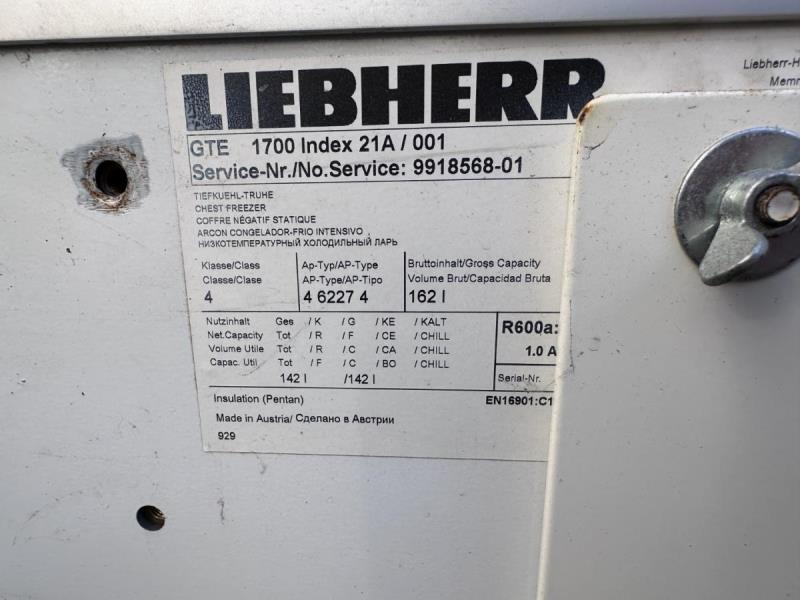 LIEBHERR
Liebherr-H
GTE 1700 Index 21A / 001
Service-Nr./No.Service: 9918568-01
TIEFKUEHL-TRUHE
CHEST FREEZER
COFFRE NÉGATIF STATIQUE
ARCON CONGELADOR-FRIO INTENSIVO
НИЗКОТЕМПЕРАТУРНЫЙ ХОЛОДИЛЬНЫЙ ЛАРЬ
Klasse/Class Ap-Typ/AP-Type Bruttoinhalt/Gross Capacity
Classe/Clase AP-Type/AP-Tipo Volume Brut/Capacidad Bruta
4 4 6227 4 162 l
Nutzinhalt Ges / K / G / KE / KALT
Net.Capacity Tot / R / F / CE / CHILL
Volume Utile Tot / R / C / CA / CHILL
Capac. Util Tot / F / C / BO / CHILL
142 l /142 l
R600a:
1.0 A
Serial-Nr.
Insulation (Pentan) EN16901:C1
Made in Austria/ Сделано в Австрии
929